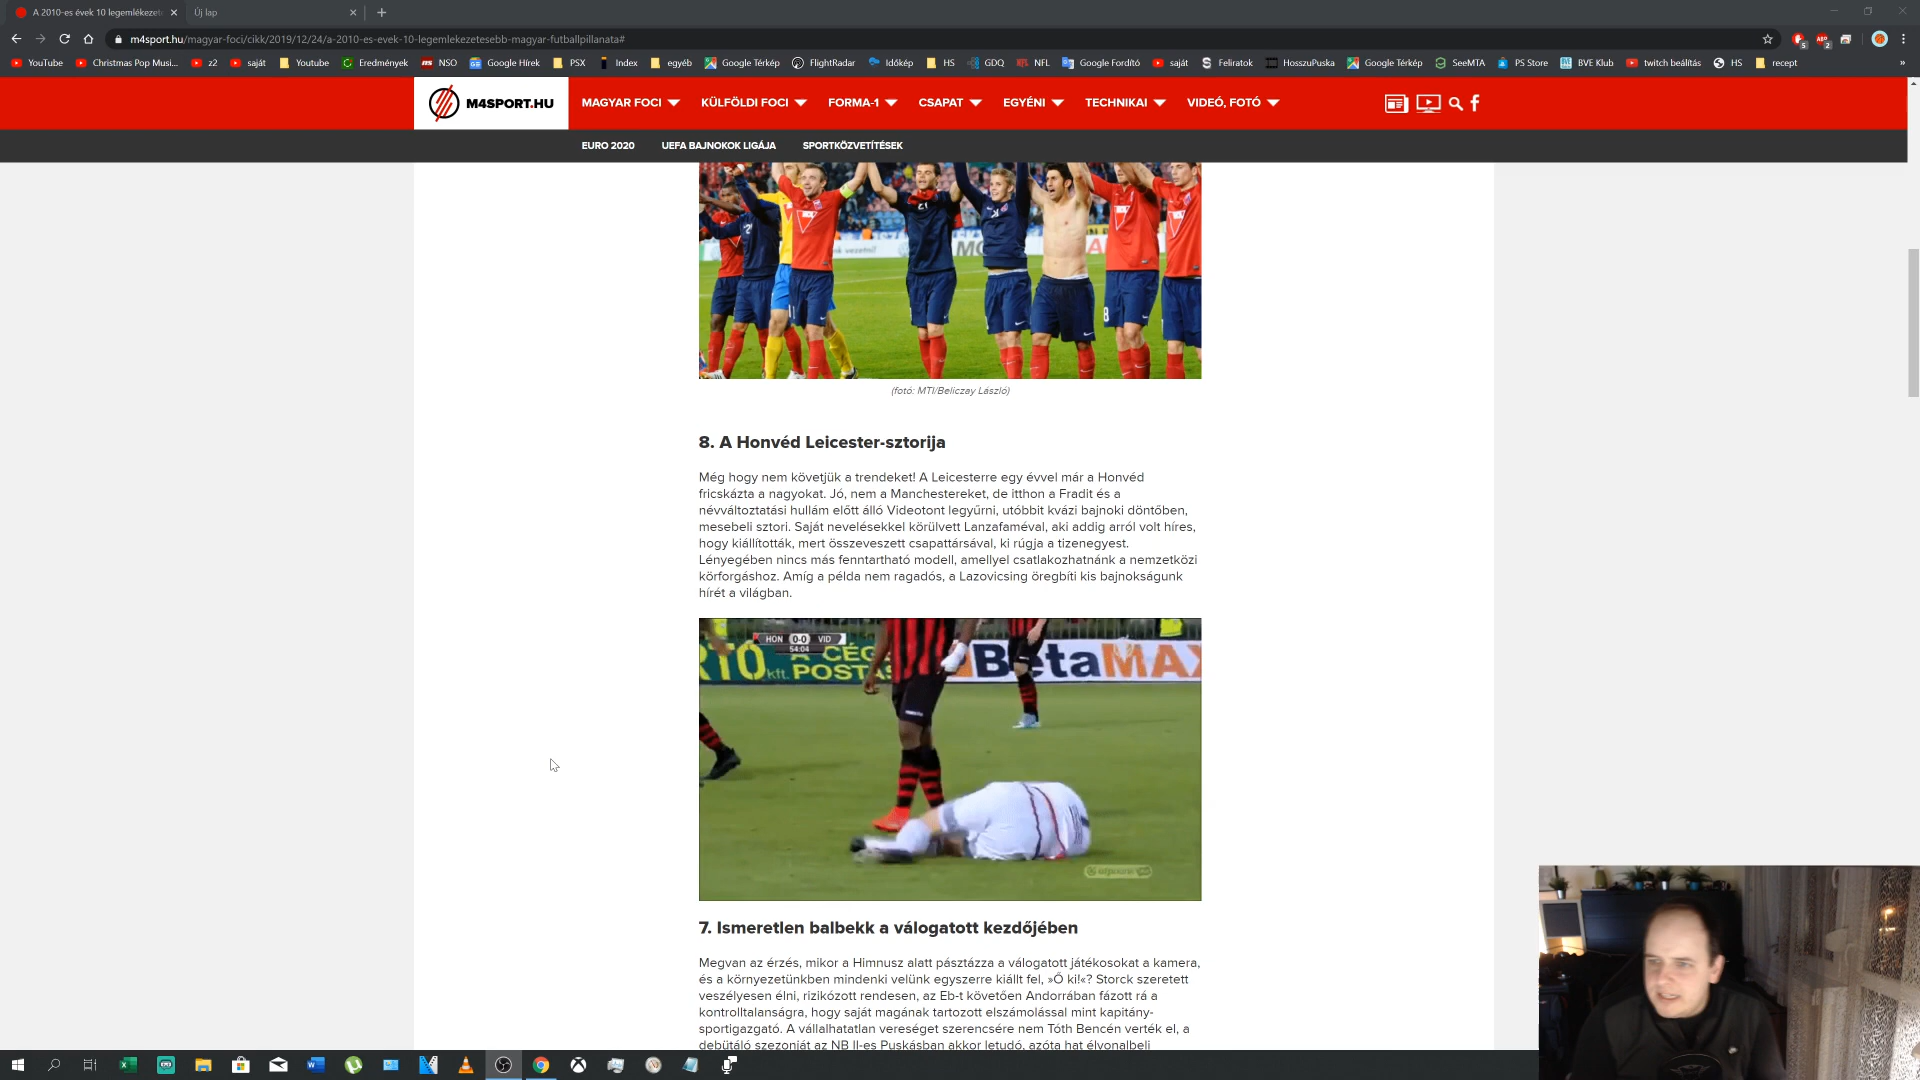 A 2010-es évek 10 legemlékezet
Új lap
m4sport.hu/magyar-foci/cikk/2019/12/24/a-2010-es-evek-10-legemlekezetesebb-magyar-futballpillanata#
YouTube Christmas Pop Musi... z2 saját Youtube Eredmények NSO Google Hírek PSX Index egyéb Google Térkép FlightRadar Időkép HS GDQ NFL Google Fordító saját Feliratok HosszuPuska Google Térkép SeeMTA PS Store BVE Klub twitch beálítás HS recept »
M4SPORT.HU MAGYAR FOCI KÜLFÖLDI FOCI FORMA-1 CSAPAT EGYÉNI TECHNIKAI VIDEÓ, FOTÓ
EURO 2020 UEFA BAJNOKOK LIGÁJA SPORTKÖZVETÍTÉSEK
(fotó: MTI/Beliczay László)
8. A Honvéd Leicester-sztorija
Még hogy nem követjük a trendeket! A Leicesterre egy évvel már a Honvéd
fricskázta a nagyokat. Jó, nem a Manchestereket, de itthon a Fradit és a
névváltoztatási hullám előtt álló Videotont legyűrni, utóbbit kvázi bajnoki döntőben,
mesebeli sztori. Saját nevelésekkel körülvett Lanzafaméval, aki addig arról volt híres,
hogy kiállították, mert összeveszett csapattársával, ki rúgja a tizenegyest.
Lényegében nincs más fenntartható modell, amellyel csatlakozhatnánk a nemzetközi
körforgáshoz. Amíg a példa nem ragadós, a Lazovicsing öregbíti kis bajnokságunk
hírét a világban.
HON 0-0 VID
54:04
RTO kft. A CÉG
POSTÁS
BetaMAX
7. Ismeretlen balbekk a válogatott kezdőjében
Megvan az érzés, mikor a Himnusz alatt pásztázza a válogatott játékosokat a kamera,
és a környezetünkben mindenki velünk egyszerre kiállt fel, »Ő ki!«? Storck szeretett
veszélyesen élni, rizikózott rendesen, az Eb-t követően Andorrában fázott rá a
kontrolltalanságra, hogy saját magának tartozott elszámolással mint kapitány-
sportigazgató. A vállalhatatlan vereséget szerencsére nem Tóth Bencén verték el, a
debütáló szezonját az NB II-es Puskásban akkor letudó, azóta hat élvonalbeli